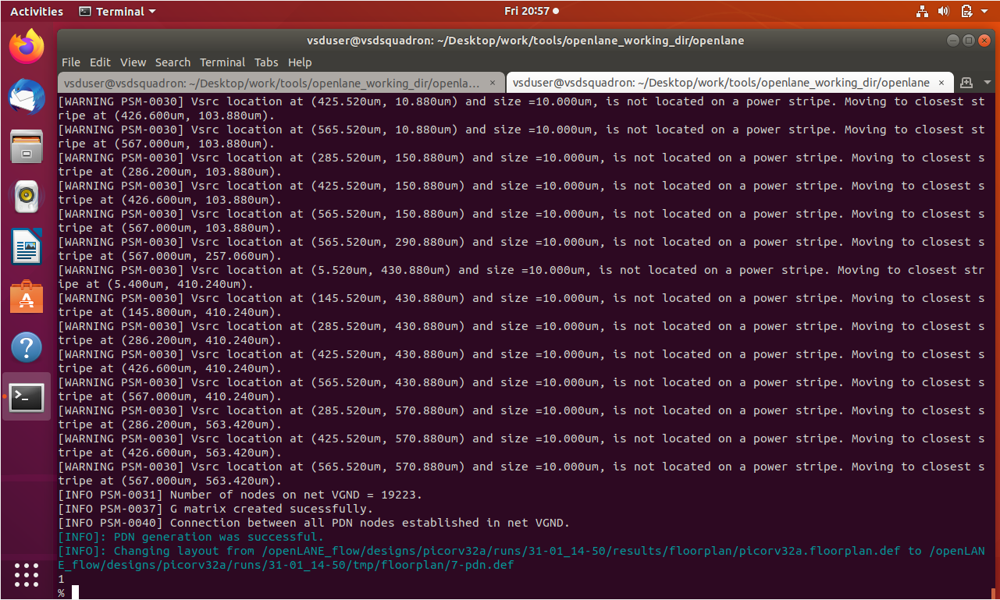 Activities Terminal Fri 20:57
vsduser@vsdsquadron: ~/Desktop/work/tools/openlane_working_dir/openlane
File Edit View Search Terminal Tabs Help
vsduser@vsdsquadron: ~/Desktop/work/tools/openlane_working_dir/openla... × vsduser@vsdsquadron: ~/Desktop/work/tools/openlane_working_dir/openlane ×
[WARNING PSM-0030] Vsrc location at (425.520um, 10.880um) and size =10.000um, is not located on a power stripe. Moving to closest st
ripe at (426.600um, 103.880um).
[WARNING PSM-0030] Vsrc location at (565.520um, 10.880um) and size =10.000um, is not located on a power stripe. Moving to closest st
ripe at (567.000um, 103.880um).
[WARNING PSM-0030] Vsrc location at (285.520um, 150.880um) and size =10.000um, is not located on a power stripe. Moving to closest s
tripe at (286.200um, 103.880um).
[WARNING PSM-0030] Vsrc location at (425.520um, 150.880um) and size =10.000um, is not located on a power stripe. Moving to closest s
tripe at (426.600um, 103.880um).
[WARNING PSM-0030] Vsrc location at (565.520um, 150.880um) and size =10.000um, is not located on a power stripe. Moving to closest s
tripe at (567.000um, 103.880um).
[WARNING PSM-0030] Vsrc location at (565.520um, 290.880um) and size =10.000um, is not located on a power stripe. Moving to closest s
tripe at (567.000um, 257.060um).
[WARNING PSM-0030] Vsrc location at (5.520um, 430.880um) and size =10.000um, is not located on a power stripe. Moving to closest str
ipe at (5.400um, 410.240um).
[WARNING PSM-0030] Vsrc location at (145.520um, 430.880um) and size =10.000um, is not located on a power stripe. Moving to closest s
tripe at (145.800um, 410.240um).
[WARNING PSM-0030] Vsrc location at (285.520um, 430.880um) and size =10.000um, is not located on a power stripe. Moving to closest s
tripe at (286.200um, 410.240um).
[WARNING PSM-0030] Vsrc location at (425.520um, 430.880um) and size =10.000um, is not located on a power stripe. Moving to closest s
tripe at (426.600um, 410.240um).
[WARNING PSM-0030] Vsrc location at (565.520um, 430.880um) and size =10.000um, is not located on a power stripe. Moving to closest s
tripe at (567.000um, 410.240um).
[WARNING PSM-0030] Vsrc location at (285.520um, 570.880um) and size =10.000um, is not located on a power stripe. Moving to closest s
tripe at (286.200um, 563.420um).
[WARNING PSM-0030] Vsrc location at (425.520um, 570.880um) and size =10.000um, is not located on a power stripe. Moving to closest s
tripe at (426.600um, 563.420um).
[WARNING PSM-0030] Vsrc location at (565.520um, 570.880um) and size =10.000um, is not located on a power stripe. Moving to closest s
tripe at (567.000um, 563.420um).
[INFO PSM-0031] Number of nodes on net VGND = 19223.
[INFO PSM-0037] G matrix created sucessfully.
[INFO PSM-0040] Connection between all PDN nodes established in net VGND.
[INFO]: PDN generation was successful.
[INFO]: Changing layout from /openLANE_flow/designs/picorv32a/runs/31-01_14-50/results/floorplan/picorv32a.floorplan.def to /openLAN
E_flow/designs/picorv32a/runs/31-01_14-50/tmp/floorplan/7-pdn.def
1
%